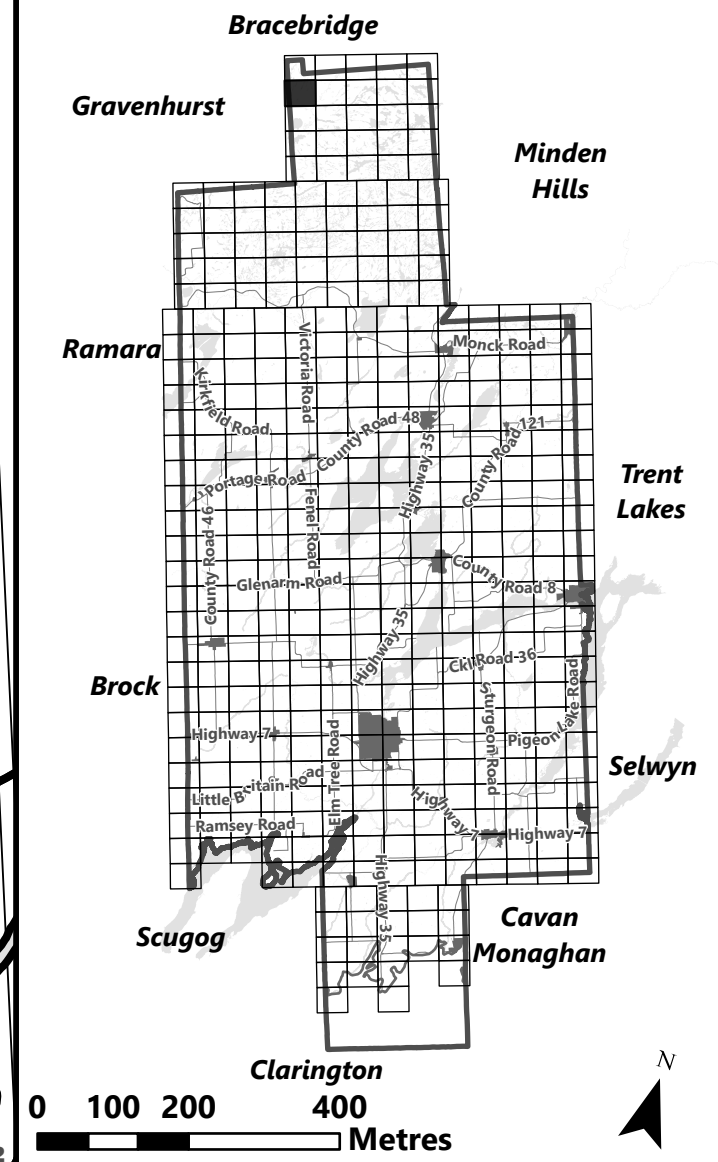 Bracebridge
Gravenhurst
Minden
Hills
Ramara
Monck Road
Victoria Road
Kirkfield Road
County Road 48
121
County Road
Highway 35
Portage Road
Trent
Lakes
Fenel Road
County Road 46
Glenarm Road
County Road 8
Highway 35
Ckl Road 36
Brock
Sturgeon Road
Pigeon Lake Road
Highway 7
Elm Tree Road
Selwyn
Little Britain Road
Highway 7
Ramsey Road
Highway 7
Highway 35
Scugog
Cavan
Monaghan
Clarington
N
0 100 200 400
Metres